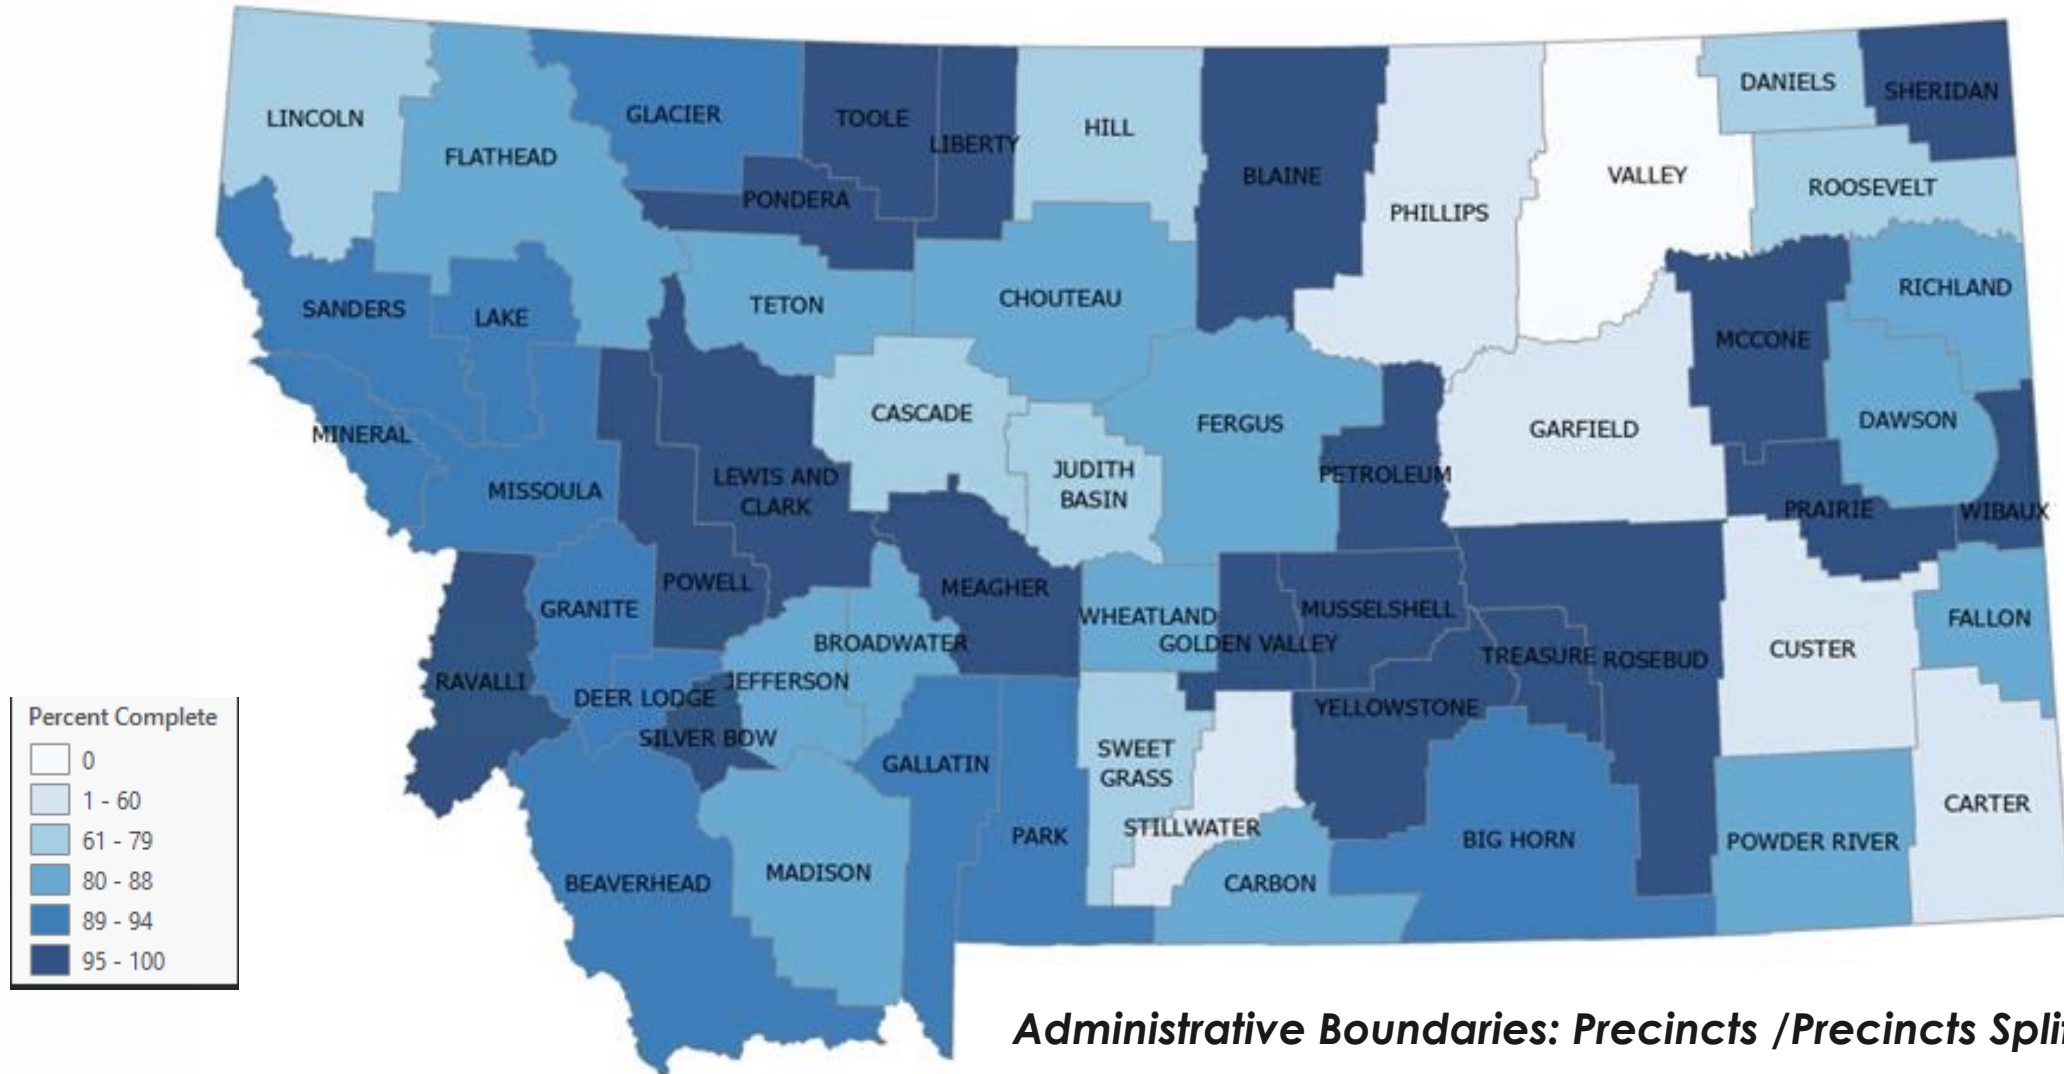 LINCOLN
FLATHEAD
GLACIER
TOOLE
LIBERTY
HILL
BLAINE
PHILLIPS
VALLEY
DANIELS
SHERIDAN
ROOSEVELT
PONDERA
SANDERS
LAKE
TETON
CHOUTEAU
RICHLAND
MCCONE
MINERAL
MISSOULA
LEWIS AND
CLARK
CASCADE
JUDITH
BASIN
FERGUS
PETROLEUM
GARFIELD
DAWSON
PRAIRIE
WIBAUX
GRANITE
POWELL
MEAGHER
BROADWATER
WHEATLAND
GOLDEN VALLEY
MUSSELSHELL
TREASURE
ROSEBUD
CUSTER
FALLON
RAVALLI
DEER LODGE
JEFFERSON
SILVER BOW
GALLATIN
YELLOWSTONE
SWEET
GRASS
STILLWATER
PARK
BEAVERHEAD
MADISON
CARBON
BIG HORN
POWDER RIVER
CARTER
Percent Complete
0
1 - 60
61 - 79
80 - 88
89 - 94
95 - 100
Administrative Boundaries: Precincts /Precincts Split